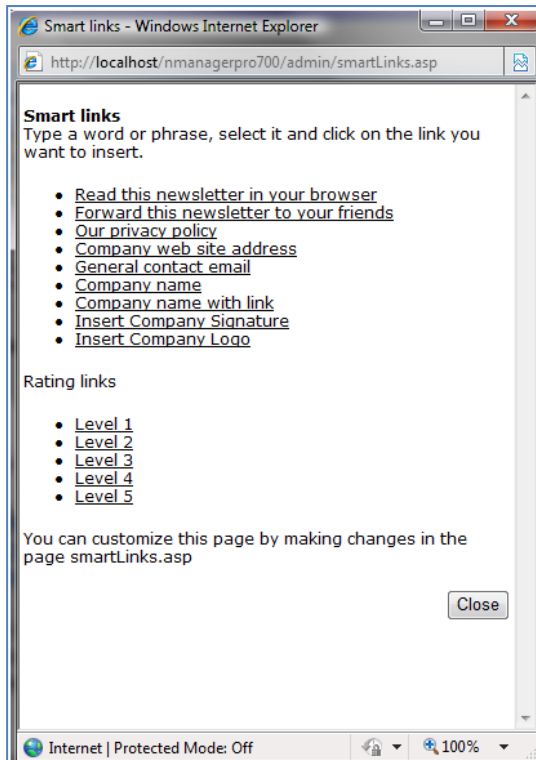 Smart links - Windows Internet Explorer
http://localhost/nmanagerpro700/admin/smartLinks.asp
Smart links
Type a word or phrase, select it and click on the link you
want to insert.
• Read this newsletter in your browser
• Forward this newsletter to your friends
• Our privacy policy
• Company web site address
• General contact email
• Company name
• Company name with link
• Insert Company Signature
• Insert Company Logo
Rating links
• Level 1
• Level 2
• Level 3
• Level 4
• Level 5
You can customize this page by making changes in the
page smartLinks.asp
Close
Internet | Protected Mode: Off
100%